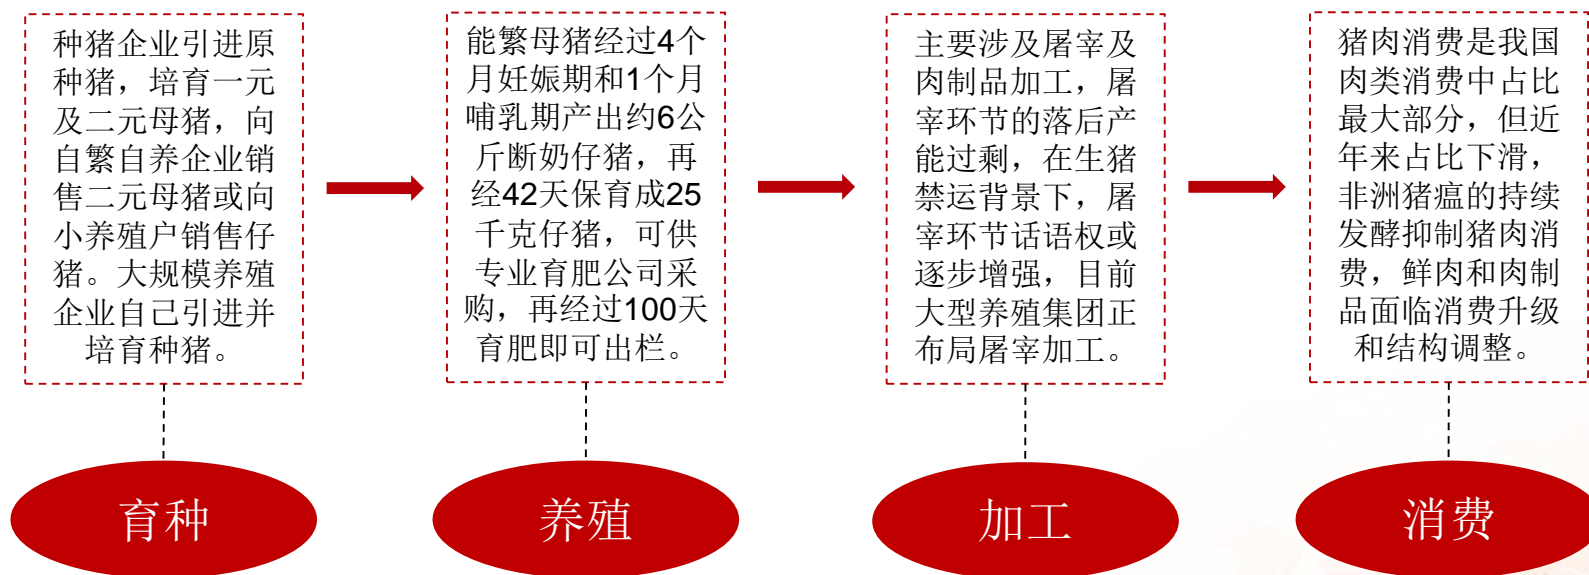 种猪企业引进原
种猪，培育一元
及二元母猪，向
自繁自养企业销
售二元母猪或向
小养殖户销售仔
猪。大规模养殖
企业自己引进并
培育种猪。
能繁母猪经过4个
月妊娠期和1个月
哺乳期产出约6公
斤断奶仔猪，再
经42天保育成25
千克仔猪，可供
专业育肥公司采
购，再经过100天
育肥即可出栏。
主要涉及屠宰及
肉制品加工，屠
宰环节的落后产
能过剩，在生猪
禁运背景下，屠
宰环节话语权或
逐步增强，目前
大型养殖集团正
布局屠宰加工。
猪肉消费是我国
肉类消费中占比
最大部分，但近
年来占比下滑，
非洲猪瘟的持续
发酵抑制猪肉消
费，鲜肉和肉制
品面临消费升级
和结构调整。
育种
养殖
加工
消费